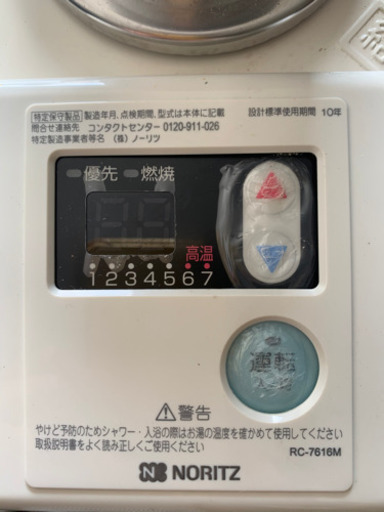 特定保守製品 製造年月、点検期間、型式は本体に記載 設計標準使用期間 10年
問合せ連絡先 コンタクトセンター 0120-911-026
特定製造事業者等名 (株) ノーリツ
優先 燃焼
高温
1 2 3 4 5 6 7
運転
入/切
⚠警告
やけど予防のためシャワー・入浴の際はお湯の温度を確かめて使用してください
取扱説明書をよく読み正しくご使用ください。
RC-7616M
NORITZ